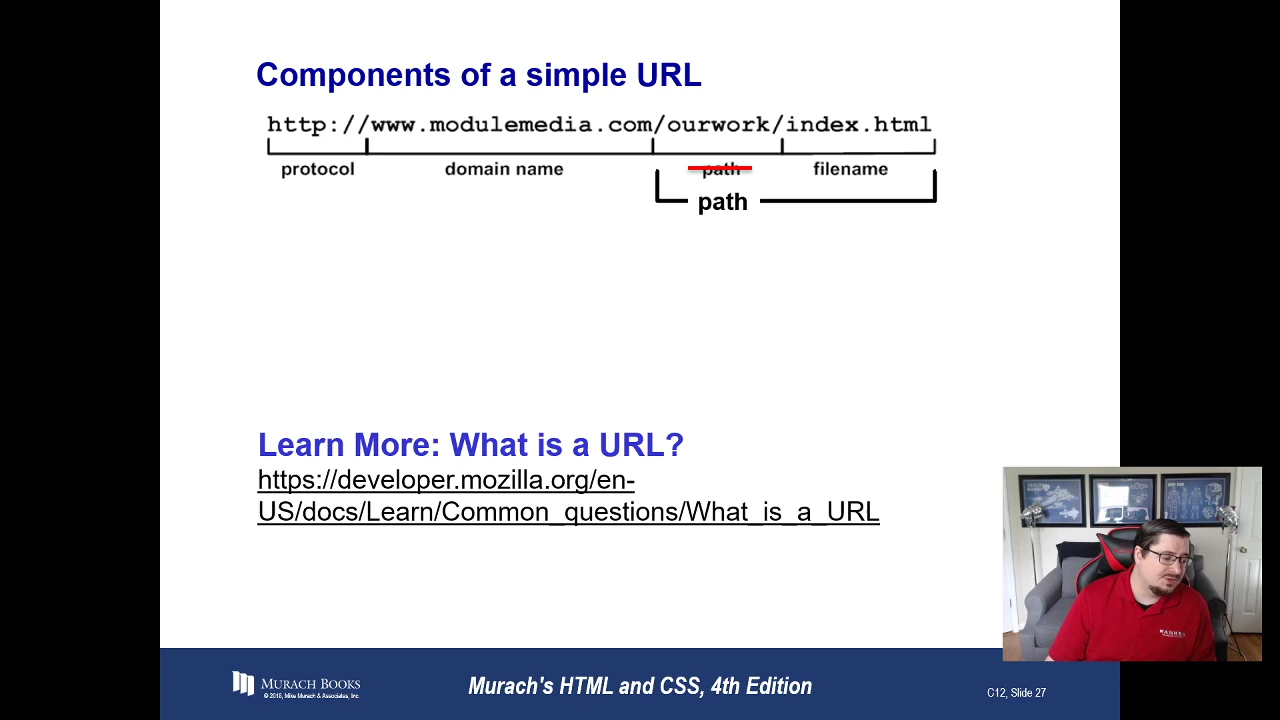 Components of a simple URL
http://www.modulemedia.com/ourwork/index.html
protocol domain name path filename
path
Learn More: What is a URL?
https://developer.mozilla.org/en-
US/docs/Learn/Common_questions/What_is_a_URL
MURACH BOOKS
© 2018, Mike Murach & Associates, Inc.
Murach's HTML and CSS, 4th Edition
C12, Slide 27